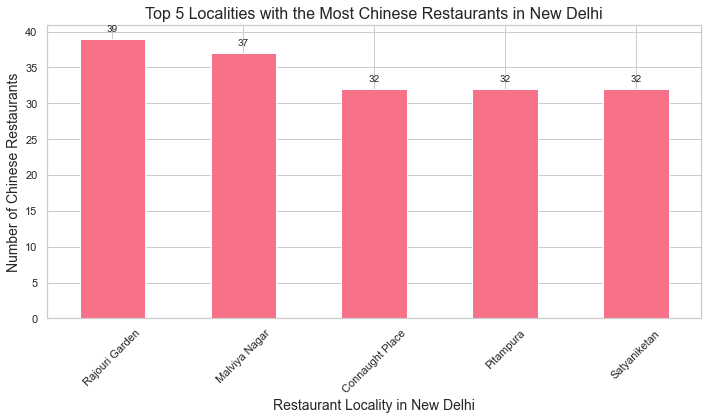 Top 5 Localities with the Most Chinese Restaurants in New Delhi
Number of Chinese Restaurants
40
35
30
25
20
15
10
5
0
39
37
32
32
32
Rajouri Garden
Malviya Nagar
Connaught Place
Pitampura
Satyaniketan
Restaurant Locality in New Delhi